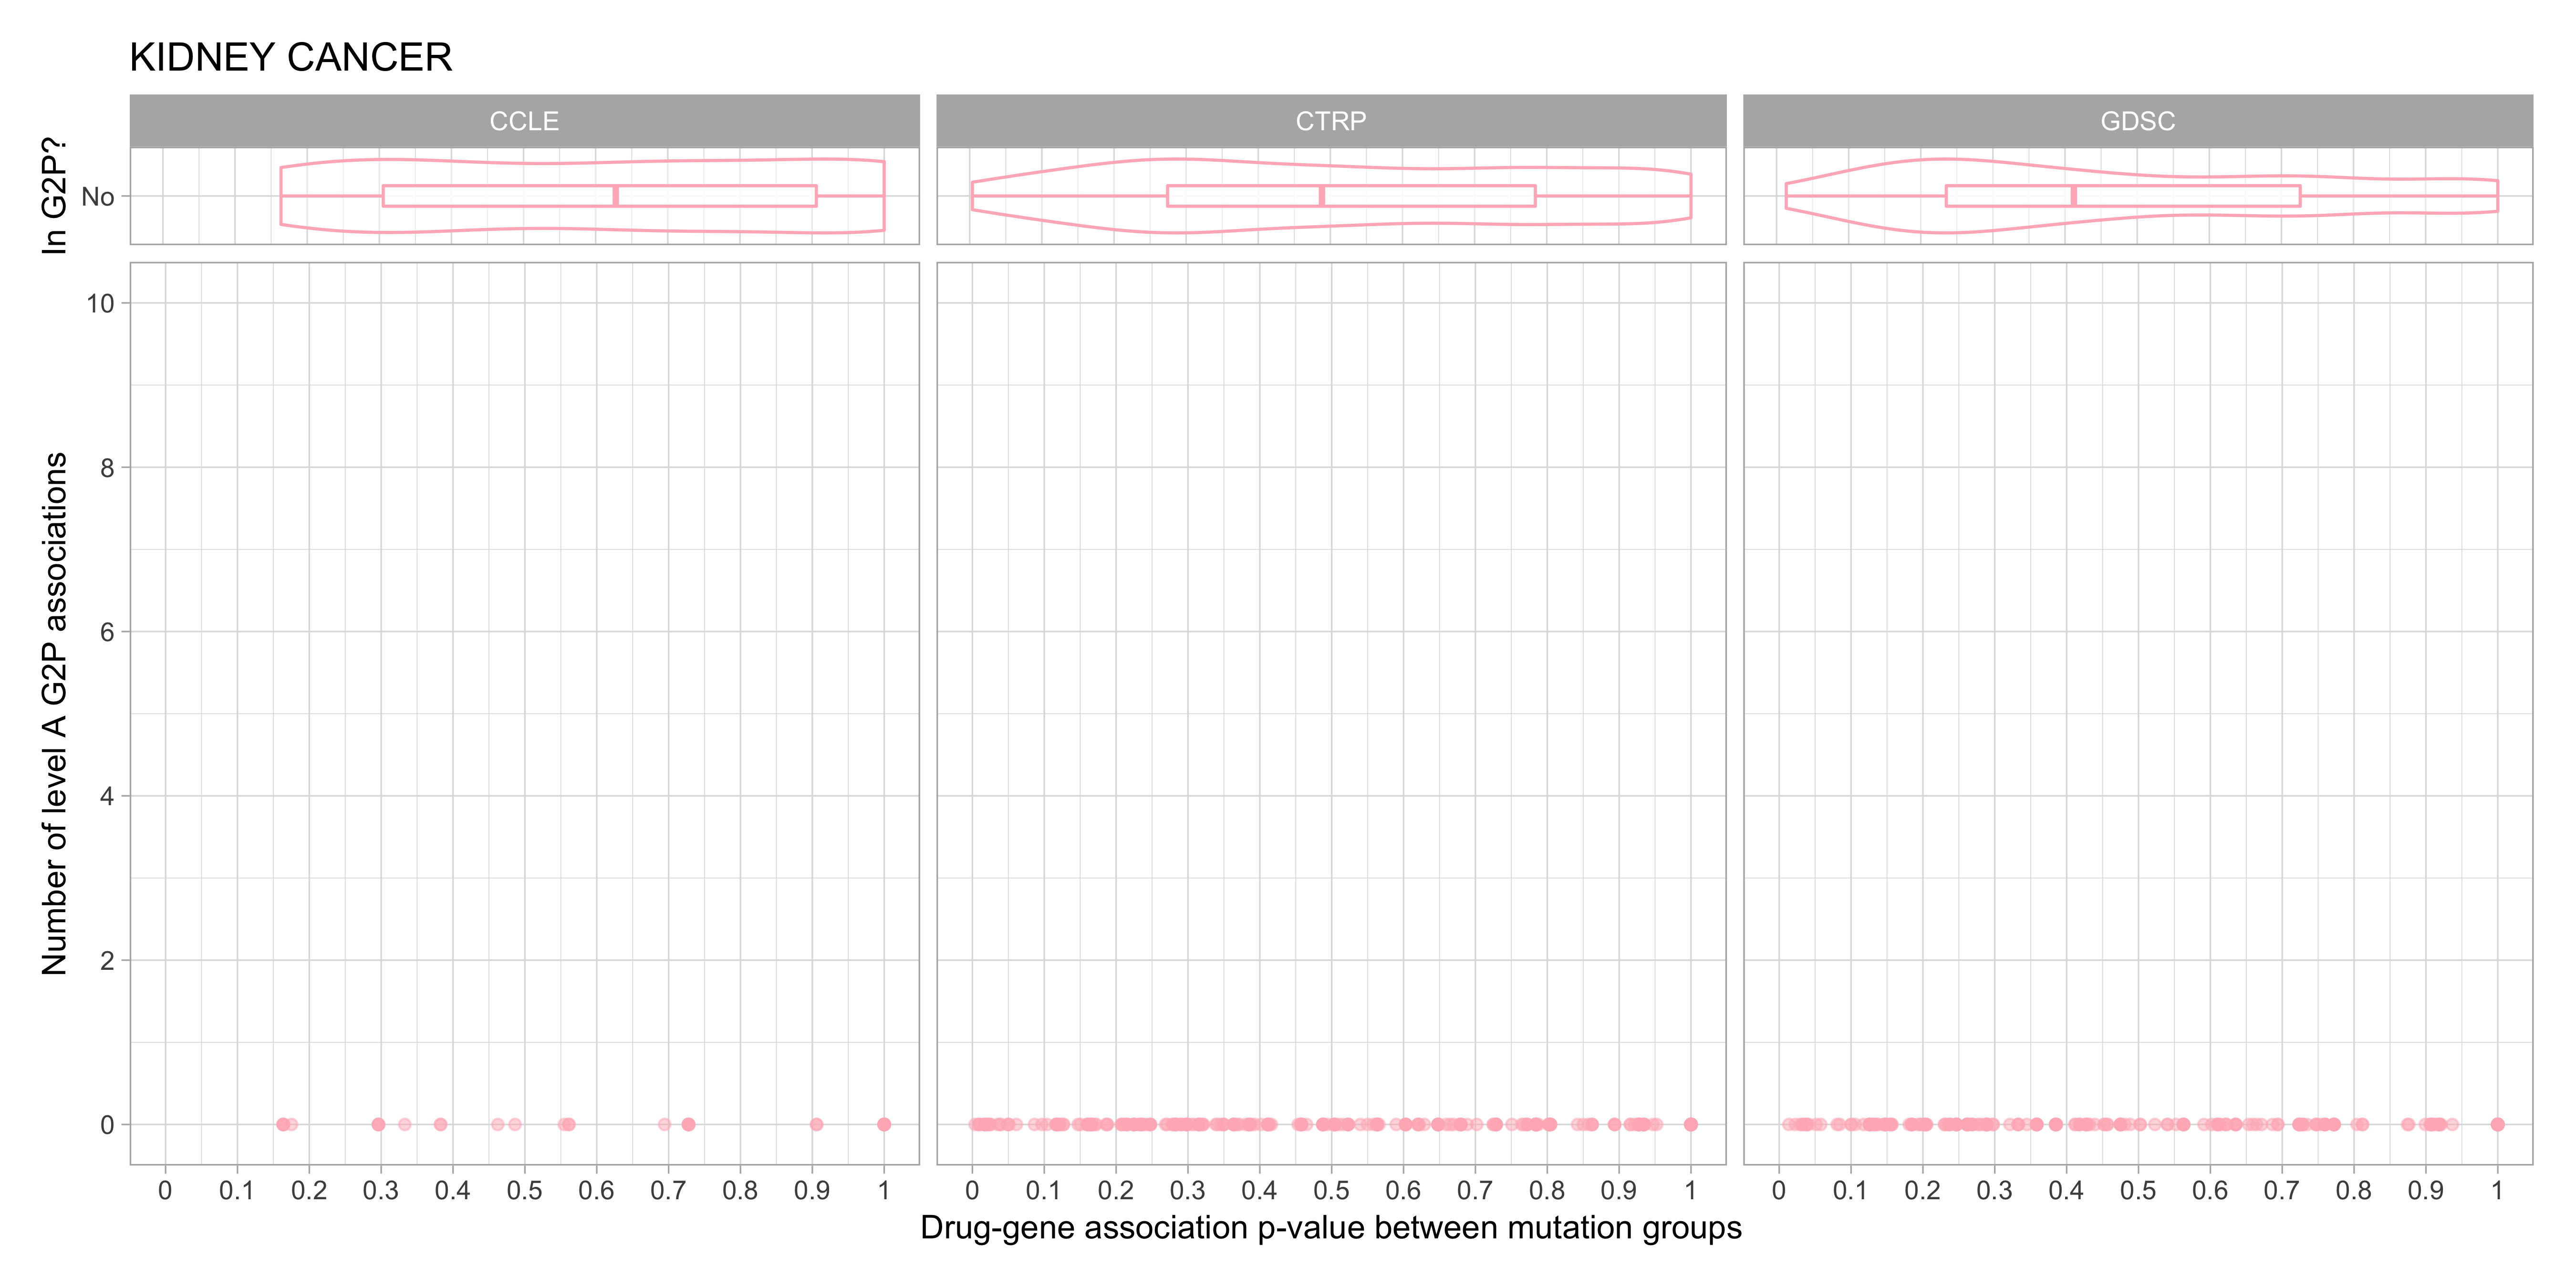 KIDNEY CANCER
CCLE CTRP GDSC
In G2P?
No
Number of level A G2P associations
10
8
6
4
2
0
0 0.1 0.2 0.3 0.4 0.5 0.6 0.7 0.8 0.9 1 0 0.1 0.2 0.3 0.4 0.5 0.6 0.7 0.8 0.9 1 0 0.1 0.2 0.3 0.4 0.5 0.6 0.7 0.8 0.9 1
Drug-gene association p-value between mutation groups